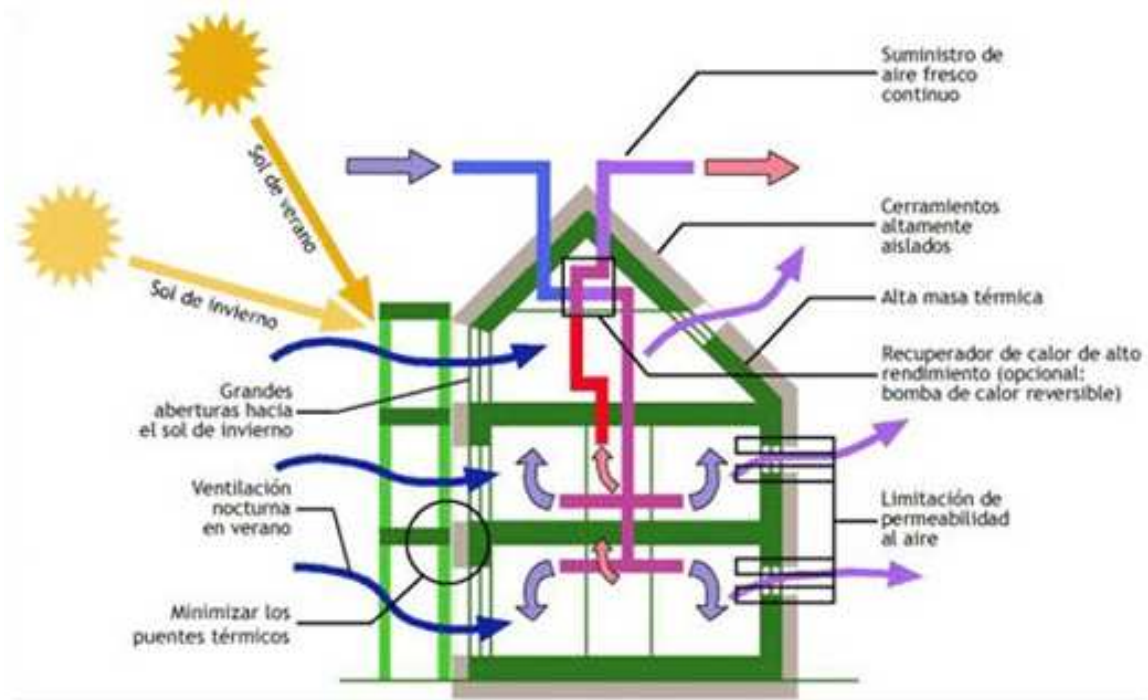 Sol de verano
Sol de invierno
Grandes
aberturas hacia
el sol de invierno
Ventilación
nocturna
en verano
Minimizar los
puentes térmicos
Suministro de
aire fresco
continuo
Cerramientos
altamente
aislados
Alta masa térmica
Recuperador de calor de alto
rendimiento (opcional:
bomba de calor reversible)
Limitación de
permeabilidad
al aire